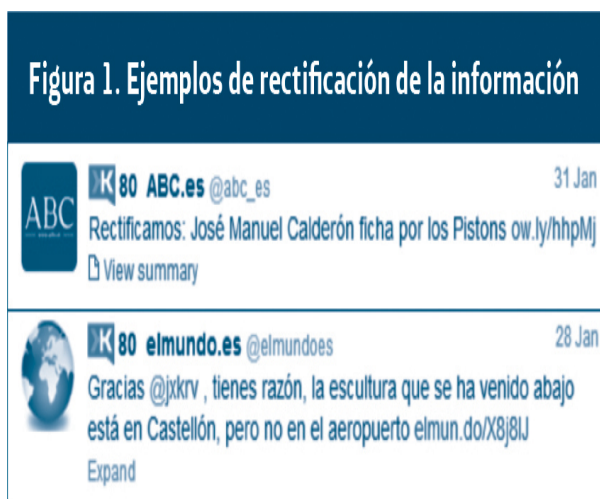 Figura 1. Ejemplos de rectificación de la información
ABC
K 80 ABC.es @abc_es 31 Jan
Rectificamos: José Manuel Calderón ficha por los Pistons ow.ly/hhpMj
View summary
K 80 elmundo.es @elmundoes 28 Jan
Gracias @jxkrv , tienes razón, la escultura que se ha venido abajo
está en Castellón, pero no en el aeropuerto elmun.do/X8j8lJ
Expand